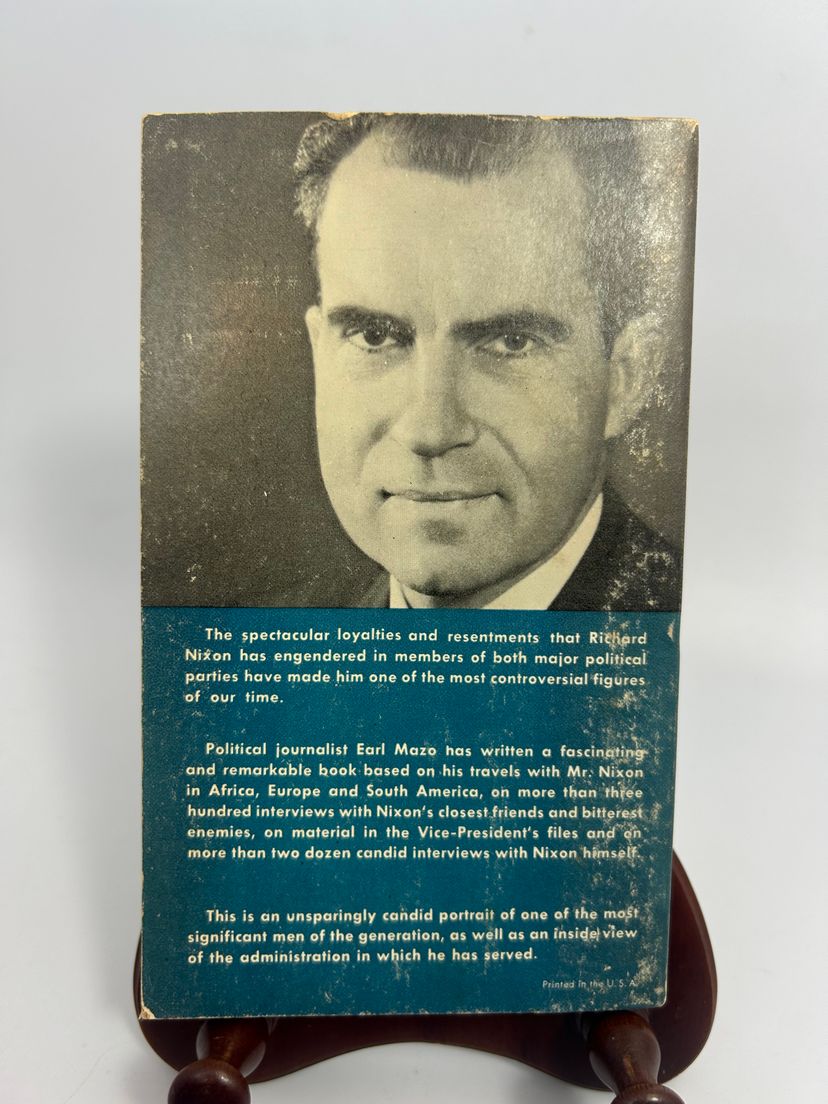 The spectacular loyalties and resentments that Richard
Nixon has engendered in members of both major political
parties have made him one of the most controversial figures
of our time.
Political journalist Earl Mazo has written a fascinating
and remarkable book based on his travels with Mr. Nixon
in Africa, Europe and South America, on more than three
hundred interviews with Nixon's closest friends and bitterest
enemies, on material in the Vice-President's files and on
more than two dozen candid interviews with Nixon himself.
This is an unsparingly candid portrait of one of the most
significant men of the generation, as well as an inside view
of the administration in which he has served.
Printed in the U.S.A.